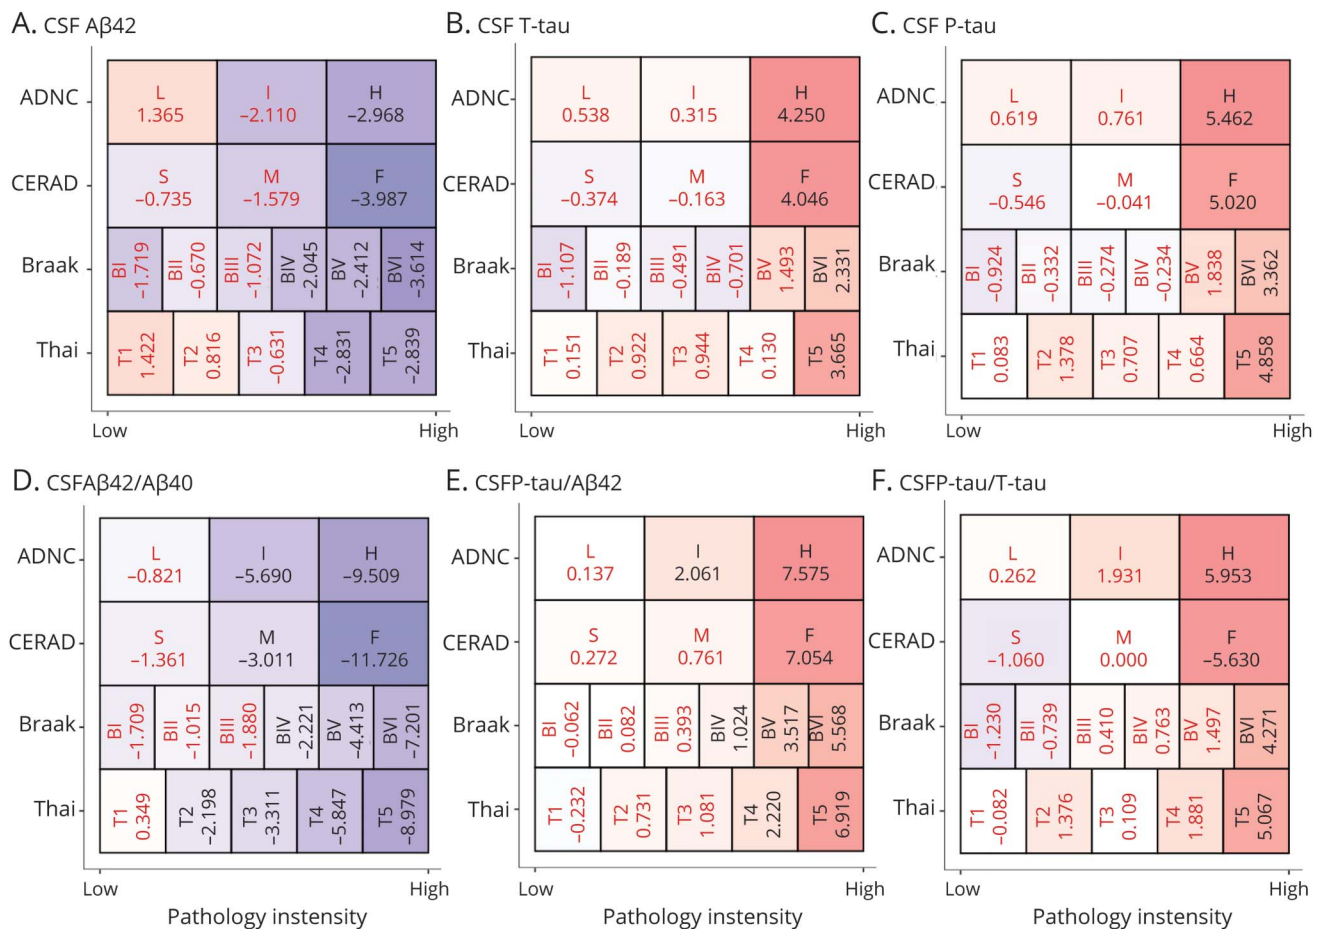 A. CSF Aβ42
ADNC
L
1.365
I
−2.110
H
−2.968
CERAD
S
−0.735
M
−1.579
F
−3.987
Braak
BI
−1.719
BII
−0.670
BIII
−1.072
BIV
−2.045
BV
−2.412
BVI
−3.614
Thai
T1
1.422
T2
0.816
T3
−0.631
T4
−2.831
T5
−2.839
Low
High
B. CSF T-tau
ADNC
L
0.538
I
0.315
H
4.250
CERAD
S
−0.374
M
−0.163
F
4.046
Braak
BI
−1.107
BII
−0.189
BIII
−0.491
BIV
−0.701
BV
1.493
BVI
2.331
Thai
T1
0.151
T2
0.922
T3
0.944
T4
0.130
T5
3.665
Low
High
C. CSF P-tau
ADNC
L
0.619
I
0.761
H
5.462
CERAD
S
−0.546
M
−0.041
F
5.020
Braak
BI
−0.924
BII
−0.332
BIII
−0.274
BIV
−0.234
BV
1.838
BVI
3.362
Thai
T1
0.083
T2
1.378
T3
0.707
T4
0.664
T5
4.858
Low
High
D. CSFAβ42/Aβ40
ADNC
L
−0.821
I
−5.690
H
−9.509
CERAD
S
−1.361
M
−3.011
F
−11.726
Braak
BI
−1.709
BII
−1.015
BIII
−1.880
BIV
−2.221
BV
−4.413
BVI
−7.201
Thai
T1
0.349
T2
−2.198
T3
−3.311
T4
−5.847
T5
−8.979
Low
High
Pathology instensity
E. CSFP-tau/Aβ42
ADNC
L
0.137
I
2.061
H
7.575
CERAD
S
0.272
M
0.761
F
7.054
Braak
BI
−0.062
BII
0.082
BIII
0.393
BIV
1.024
BV
3.517
BVI
5.568
Thai
T1
−0.232
T2
0.731
T3
1.081
T4
2.220
T5
6.919
Low
High
Pathology instensity
F. CSFP-tau/T-tau
ADNC
L
0.262
I
1.931
H
5.953
CERAD
S
−1.060
M
0.000
F
−5.630
Braak
BI
−1.230
BII
−0.739
BIII
0.410
BIV
0.763
BV
1.497
BVI
4.271
Thai
T1
−0.082
T2
1.376
T3
0.109
T4
1.881
T5
5.067
Low
High
Pathology instensity